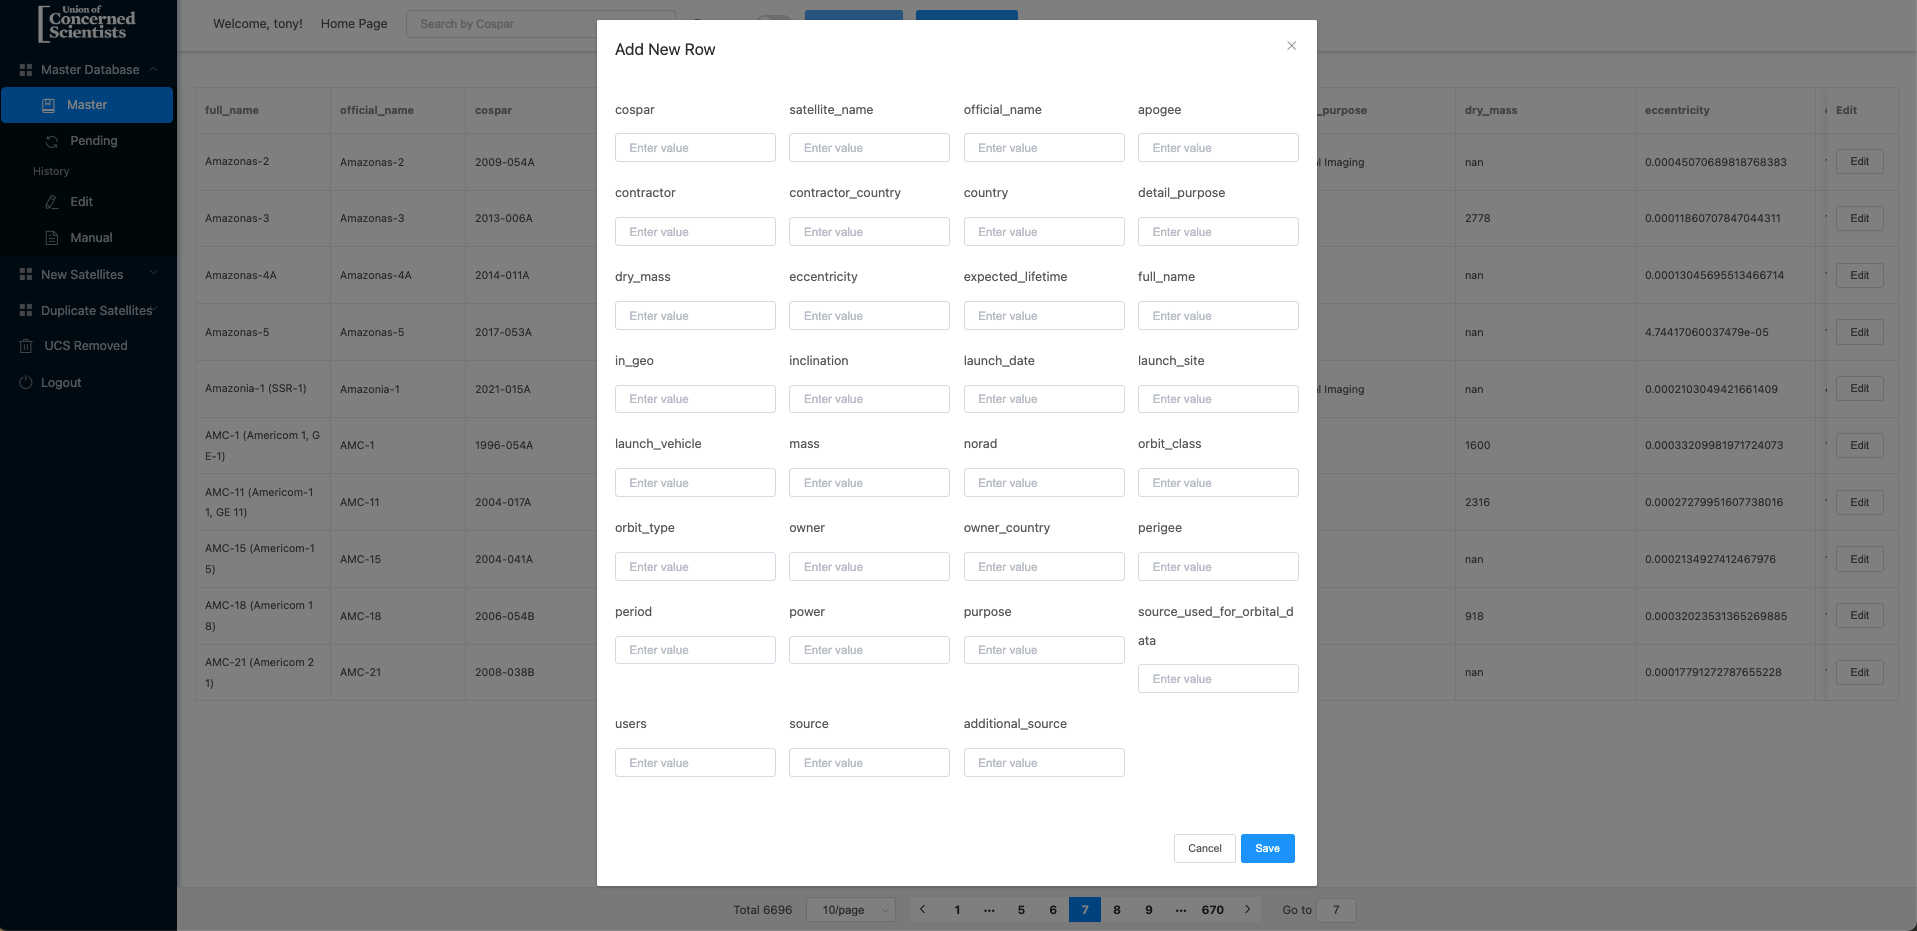 Union of
Concerned
Scientists
Welcome, tony!
Home Page
Search by Cospar
Master Database
Master
Pending
History
Edit
Manual
New Satellites
Duplicate Satellites
UCS Removed
Logout
Add New Row
cospar satellite_name official_name apogee
Enter value Enter value Enter value Enter value
contractor contractor_country country detail_purpose
Enter value Enter value Enter value Enter value
dry_mass eccentricity expected_lifetime full_name
Enter value Enter value Enter value Enter value
in_geo inclination launch_date launch_site
Enter value Enter value Enter value Enter value
launch_vehicle mass norad orbit_class
Enter value Enter value Enter value Enter value
orbit_type owner owner_country perigee
Enter value Enter value Enter value Enter value
period power purpose source_used_for_orbital_d
ata
Enter value Enter value Enter value Enter value
users source additional_source
Enter value Enter value Enter value
Cancel Save
full_name official_name cospar _purpose dry_mass eccentricity Edit
Amazonas-2 Amazonas-2 2009-054A l Imaging nan 0.00045070689818768383 Edit
Amazonas-3 Amazonas-3 2013-006A 2778 0.00011860707847044311 Edit
Amazonas-4A Amazonas-4A 2014-011A nan 0.00013045695513466714 Edit
Amazonas-5 Amazonas-5 2017-053A nan 4.74417060037479e-05 Edit
Amazonia-1 (SSR-1) Amazonia-1 2021-015A l Imaging nan 0.0002103049421661409 Edit
AMC-1 (Americom 1, G
E-1) AMC-1 1996-054A 1600 0.00033209981971724073 Edit
AMC-11 (Americom-1
1, GE 11) AMC-11 2004-017A 2316 0.00027279951607738016 Edit
AMC-15 (Americom-1
5) AMC-15 2004-041A nan 0.0002134927412467976 Edit
AMC-18 (Americom 1
8) AMC-18 2006-054B 918 0.00032023531365269885 Edit
AMC-21 (Americom 2
1) AMC-21 2008-038B nan 0.00017791272787655228 Edit
Total 6696 10/page 1 ••• 5 6 7 8 9 ••• 670 Go to 7